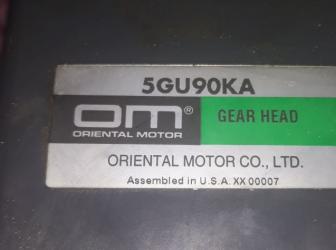 5GU90KA
OM®
ORIENTAL MOTOR
GEAR HEAD
ORIENTAL MOTOR CO., LTD.
Assembled in U.S.A. XX 00007